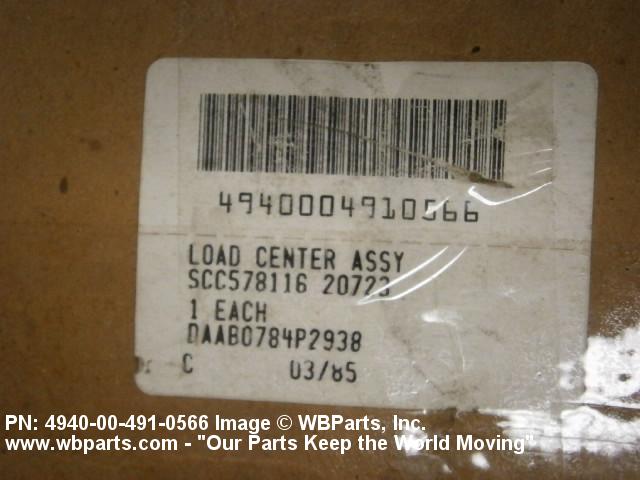 4940004910566
LOAD CENTER ASSY
SCC578116 20723
1 EACH
DAAB0784P2938
C 03/85
PN: 4940-00-491-0566 Image © WBParts, Inc.
www.wbparts.com - "Our Parts Keep the World Moving"